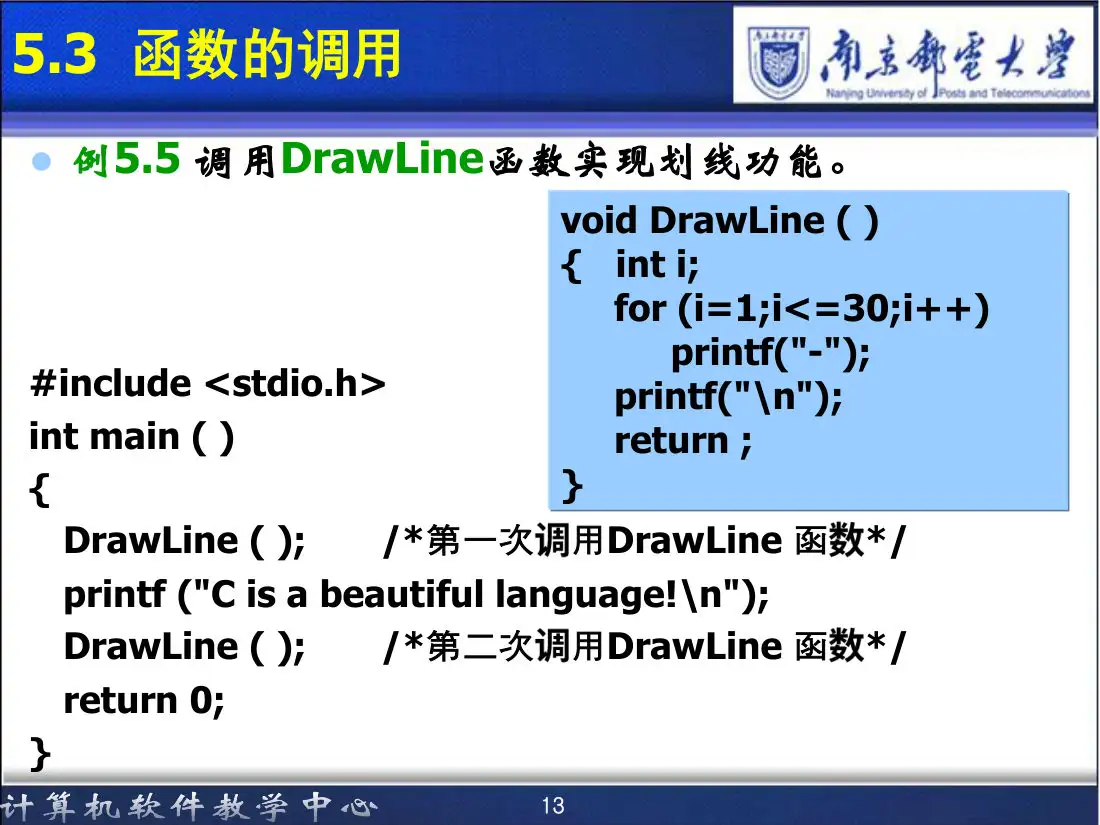 5.3 函数的调用
南京邮电大学
Nanjing University of Posts and Telecommunications
例5.5 调用DrawLine函数实现划线功能。
void DrawLine ( )
{ int i;
for (i=1;i<=30;i++)
printf("-");
printf("\n");
return ;
}
#include <stdio.h>
int main ( )
{
DrawLine ( ); /*第一次调用DrawLine 函数*/
printf ("C is a beautiful language!\n");
DrawLine ( ); /*第二次调用DrawLine 函数*/
return 0;
}
计算机软件教学中心
13